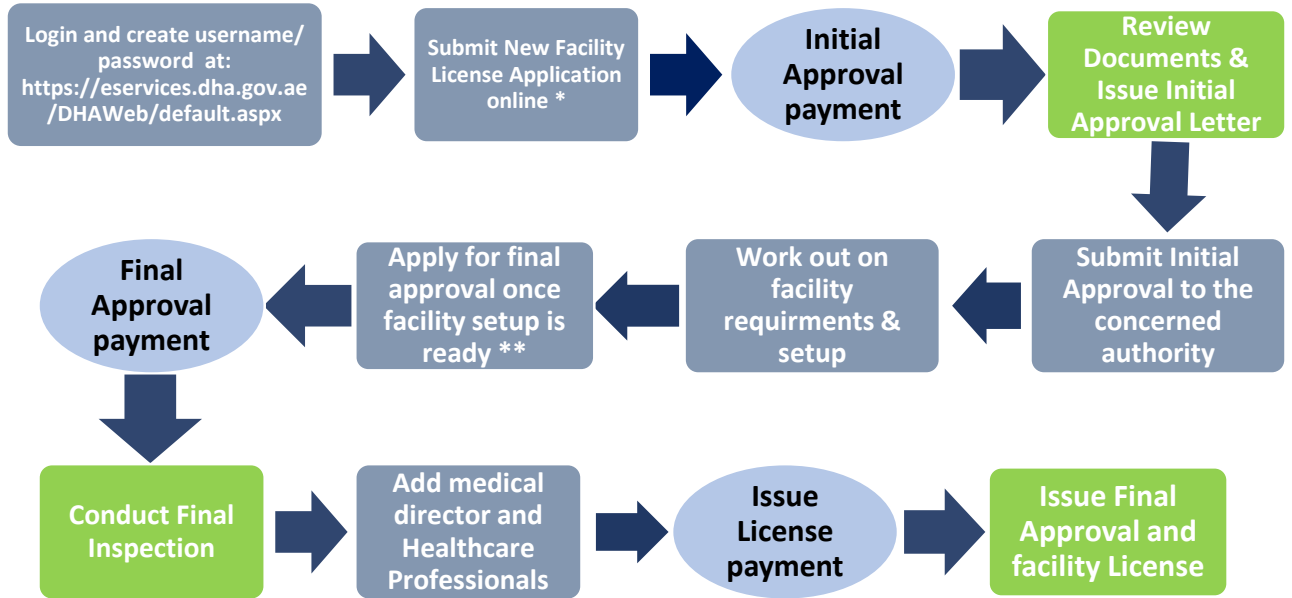 Login and create username/
password at:
https://eservices.dha.gov.ae
/DHAWeb/default.aspx
Submit New Facility
License Application
online *
Initial
Approval
payment
Review
Documents &
Issue Initial
Approval Letter
Submit Initial
Approval to the
concerned
authority
Work out on
facility
requirments &
setup
Apply for final
approval once
facility setup is
ready **
Final
Approval
payment
Conduct Final
Inspection
Add medical
director and
Healthcare
Professionals
Issue
License
payment
Issue Final
Approval and
facility License